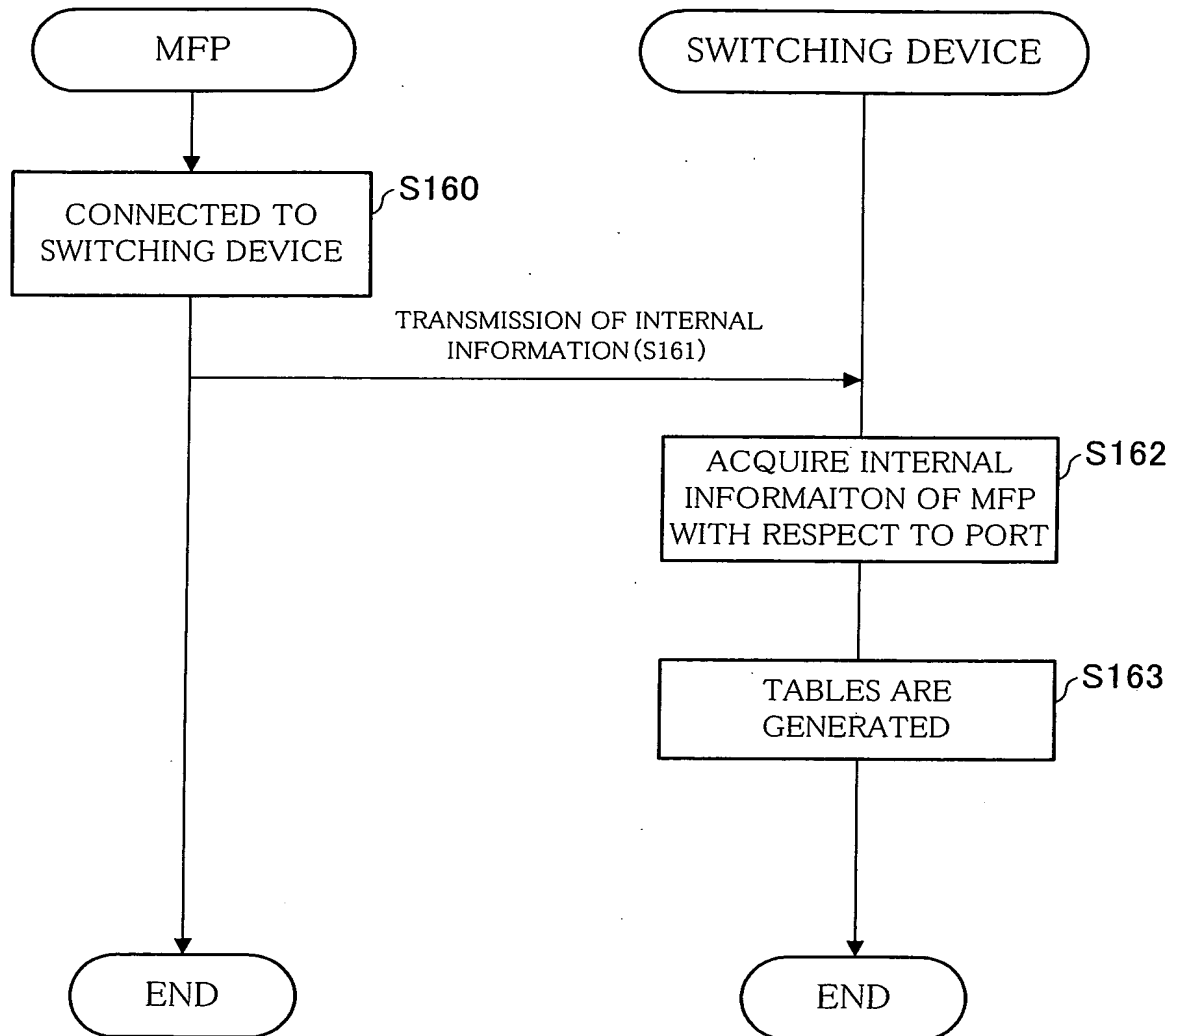 MFP
SWITCHING DEVICE
CONNECTED TO
SWITCHING DEVICE
S160
TRANSMISSION OF INTERNAL
INFORMATION(S161)
ACQUIRE INTERNAL
INFORMAITON OF MFP
WITH RESPECT TO PORT
S162
TABLES ARE
GENERATED
S163
END
END